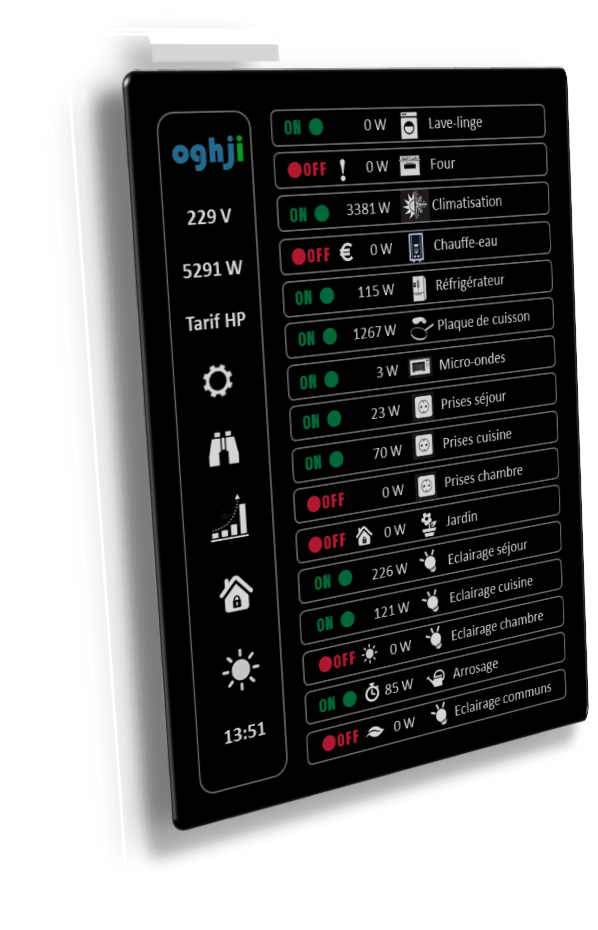 oghji
229 V
5291 W
Tarif HP
13:51
ON 0 W Lave-linge
OFF ! 0 W Four
ON 3381 W Climatisation
OFF € 0 W Chauffe-eau
ON 115 W Réfrigérateur
ON 1267 W Plaque de cuisson
ON 3 W Micro-ondes
ON 23 W Prises séjour
ON 70 W Prises cuisine
OFF 0 W Prises chambre
OFF 0 W Jardin
ON 226 W Eclairage séjour
ON 121 W Eclairage cuisine
OFF 0 W Eclairage chambre
ON 85 W Arrosage
OFF 0 W Eclairage communs